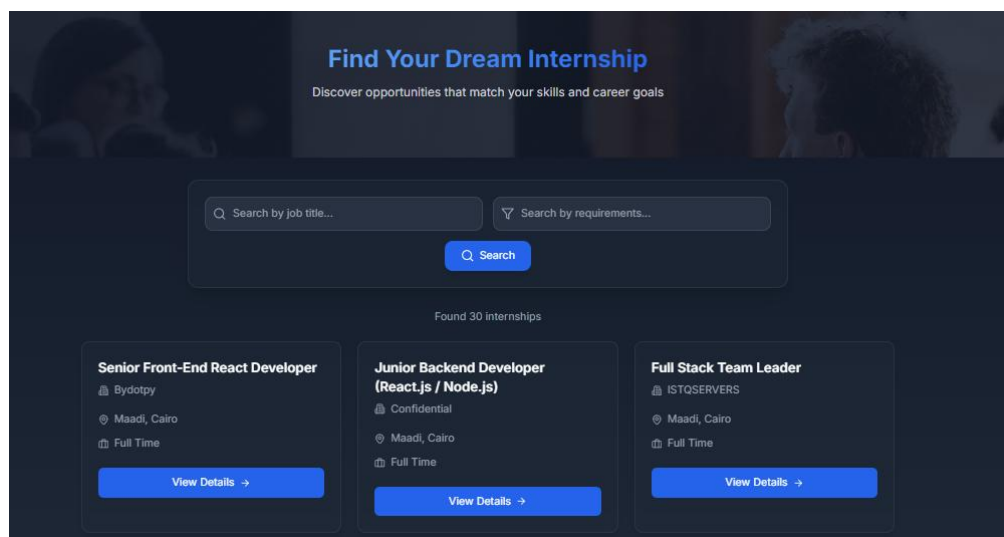 Find Your Dream Internship
Discover opportunities that match your skills and career goals
Search by job title...
Search by requirements...
Search
Found 30 internships
Senior Front-End React Developer
Bydotpy
Maadi, Cairo
Full Time
View Details →
Junior Backend Developer
(React.js / Node.js)
Confidential
Maadi, Cairo
Full Time
View Details →
Full Stack Team Leader
ISTQSERVERS
Maadi, Cairo
Full Time
View Details →